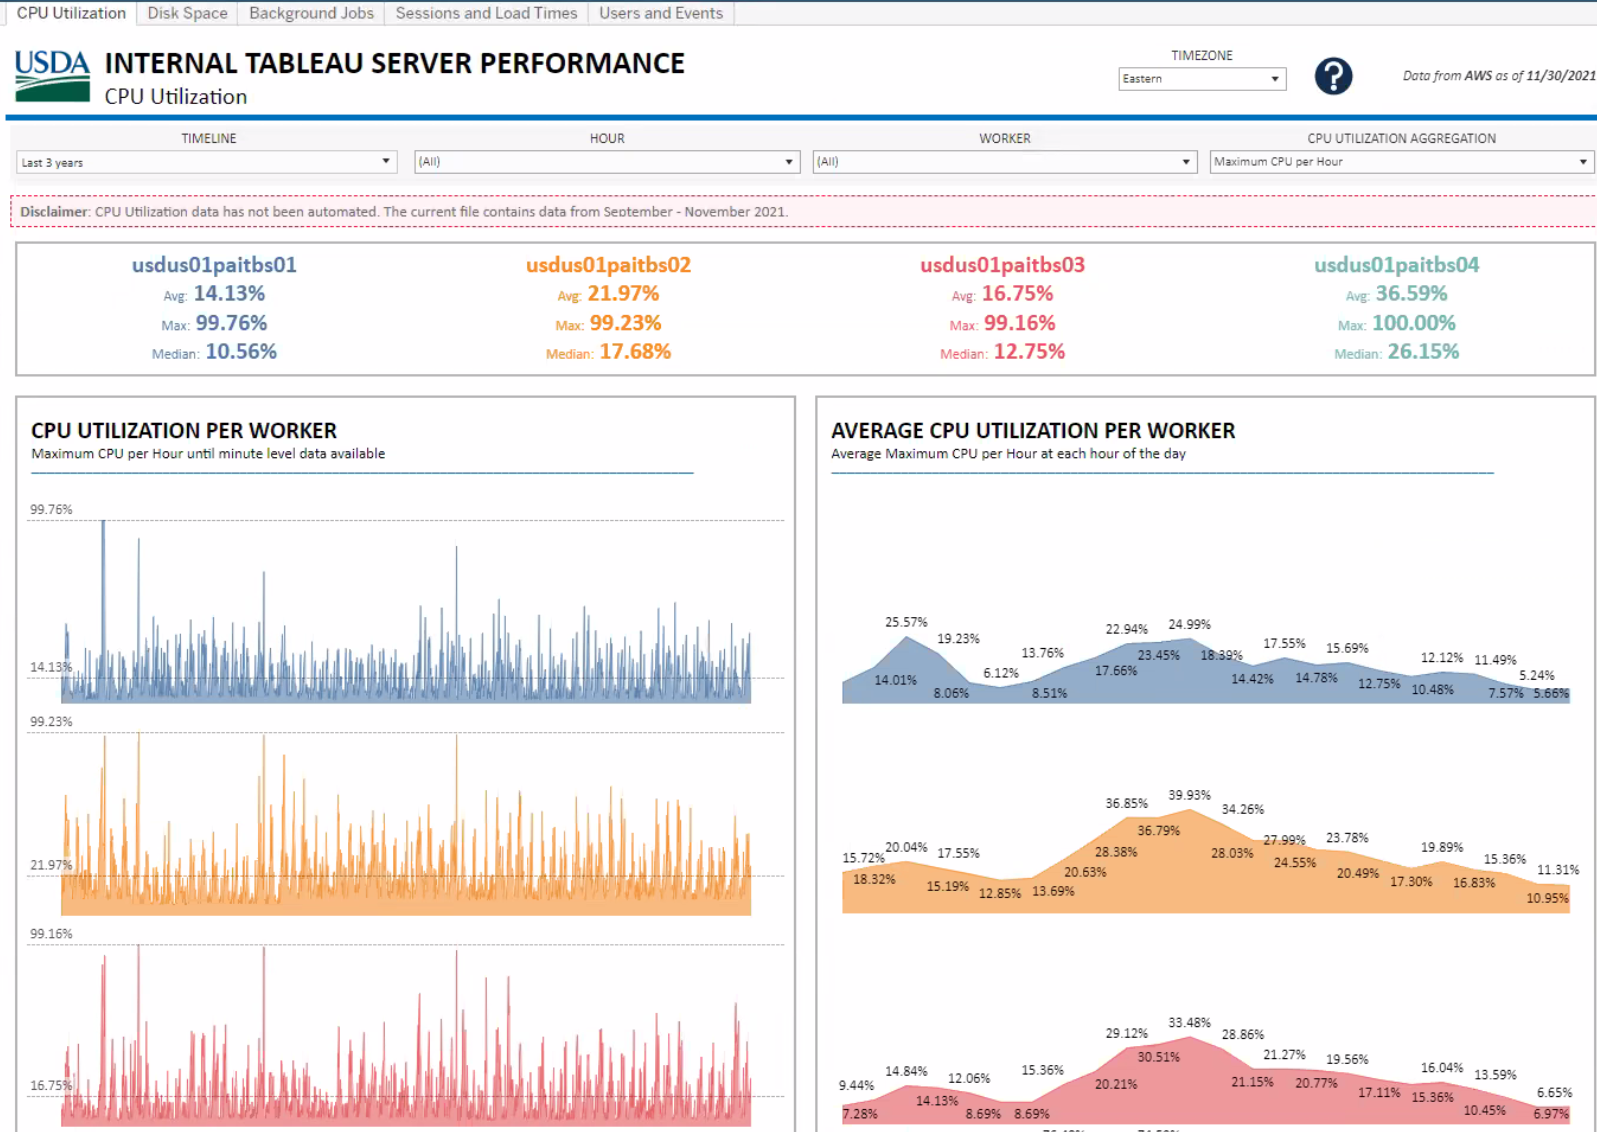 CPU Utilization
Disk Space
Background Jobs
Sessions and Load Times
Users and Events
USDA
INTERNAL TABLEAU SERVER PERFORMANCE
CPU Utilization
TIMEZONE
Eastern
?
Data from AWS as of 11/30/2021
TIMELINE
HOUR
WORKER
CPU UTILIZATION AGGREGATION
Last 3 years
(All)
(All)
Maximum CPU per Hour
Disclaimer: CPU Utilization data has not been automated. The current file contains data from September - November 2021.
usdus01paitbs01
Avg: 14.13%
Max: 99.76%
Median: 10.56%
usdus01paitbs02
Avg: 21.97%
Max: 99.23%
Median: 17.68%
usdus01paitbs03
Avg: 16.75%
Max: 99.16%
Median: 12.75%
usdus01paitbs04
Avg: 36.59%
Max: 100.00%
Median: 26.15%
CPU UTILIZATION PER WORKER
Maximum CPU per Hour until minute level data available
99.76%
14.13%
99.23%
21.97%
99.16%
16.75%
AVERAGE CPU UTILIZATION PER WORKER
Average Maximum CPU per Hour at each hour of the day
14.01%
25.57%
19.23%
8.06%
6.12%
8.51%
13.76%
17.66%
22.94%
23.45%
24.99%
18.39%
14.42%
17.55%
14.78%
15.69%
12.75%
10.48%
12.12%
11.49%
7.57%
5.24%
5.66%
15.72%
18.32%
20.04%
15.19%
17.55%
12.85%
13.69%
20.63%
28.38%
36.85%
36.79%
39.93%
34.26%
28.03%
27.99%
24.55%
23.78%
20.49%
17.30%
19.89%
16.83%
15.36%
10.95%
11.31%
9.44%
7.28%
14.84%
14.13%
12.06%
8.69%
8.69%
15.36%
20.21%
29.12%
30.51%
33.48%
28.86%
21.15%
21.27%
20.77%
19.56%
17.11%
15.36%
16.04%
10.45%
13.59%
6.65%
6.97%